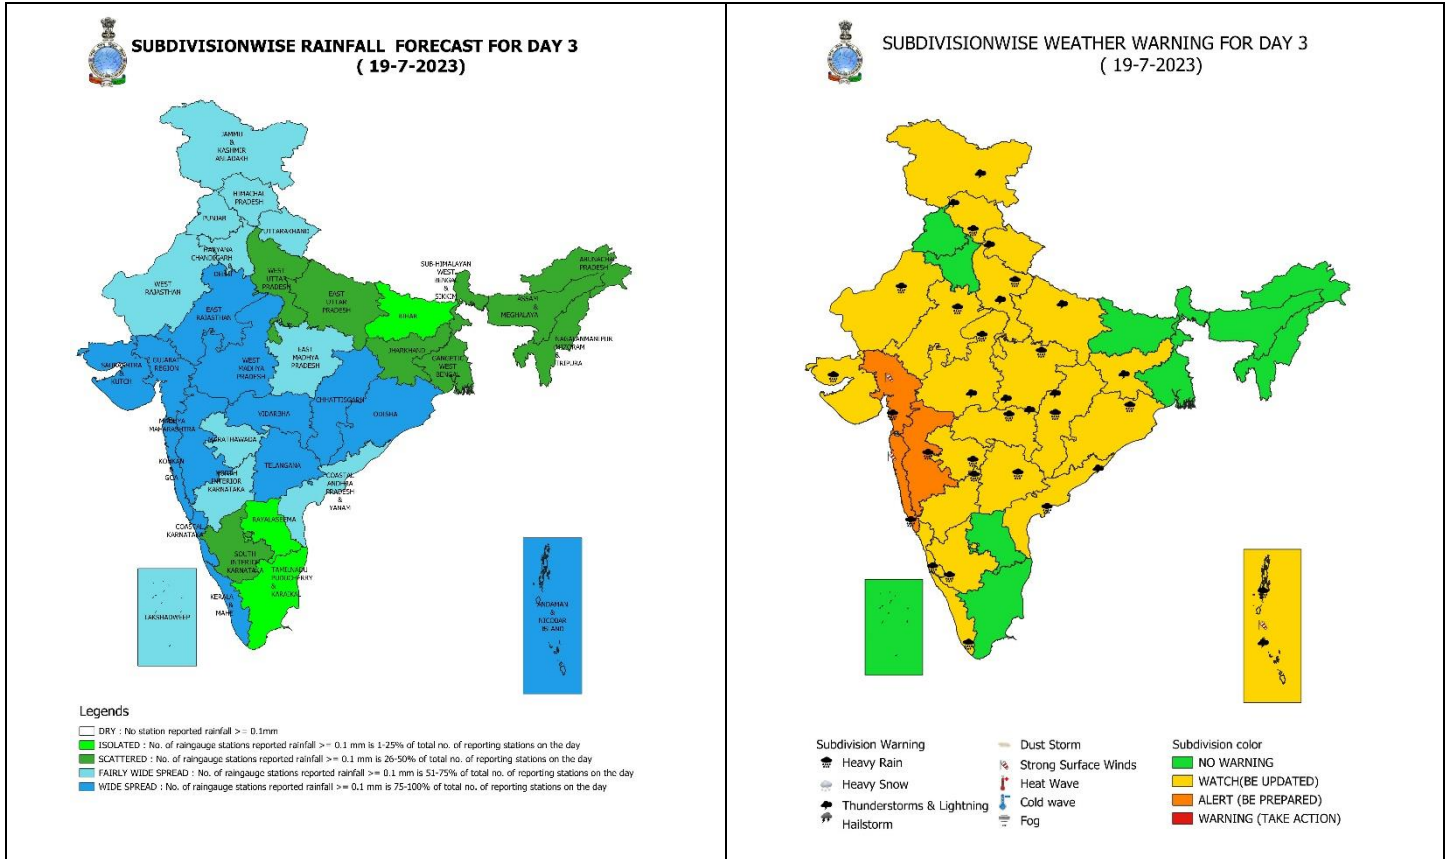 SUBDIVISIONWISE RAINFALL FORECAST FOR DAY 3
( 19-7-2023)
JAMMU
&
KASHMIR
HIMACHAL
PRADESH
PUNJAB
UTTARAKHAND
HARYANA
CHANDIGARH
&
DELHI
WEST
RAJASTHAN
WEST
UTTAR
PRADESH
EAST
UTTAR
PRADESH
SUB-HIMALAYAN
WEST
BENGAL
&
SIKKIM
ARUNACHAL
PRADESH
ASSAM
&
MEGHALAYA
&
TRIPURA
BIHAR
EAST
RAJASTHAN
JHARKHAND
GANGETIC
WEST
BENGAL
SAURASHTRA
&
KUTCH
GUJARAT
REGION
WEST
MADHYA
PRADESH
EAST
MADHYA
PRADESH
CHHATTISGARH
ODISHA
VIDARBHA
MADHYA
MAHARASHTRA
MARATHAWADA
KONKAN
&
GOA
TELANGANA
INTERIOR
KARNATAKA
COASTAL
ANDHRA
PRADESH
&
YANAM
COASTAL
KARNATAKA
RAYALASEEMA
SOUTH
INTERIOR
KARNATAKA
TAMILNADU
PUDUCHERRY
&
KARAIKAL
KERALA
&
MAHE
LAKSHADWEEP
ANDAMAN
&
NICOBAR
ISLAND
Legends
DRY : No station reported rainfall >= 0.1mm
ISOLATED : No. of raingauge stations reported rainfall >= 0.1 mm is 1-25% of total no. of reporting stations on the day
SCATTERED : No. of raingauge stations reported rainfall >= 0.1 mm is 26-50% of total no. of reporting stations on the day
FAIRLY WIDE SPREAD : No. of raingauge stations reported rainfall >= 0.1 mm is 51-75% of total no. of reporting stations on the day
WIDE SPREAD : No. of raingauge stations reported rainfall >= 0.1 mm is 75-100% of total no. of reporting stations on the day
SUBDIVISIONWISE WEATHER WARNING FOR DAY 3
( 19-7-2023)
Subdivision Warning
Heavy Rain
Heavy Snow
Thunderstorms & Lightning
Hailstorm
Dust Storm
Strong Surface Winds
Heat Wave
Cold wave
Fog
Subdivision color
NO WARNING
WATCH(BE UPDATED)
ALERT (BE PREPARED)
WARNING (TAKE ACTION)